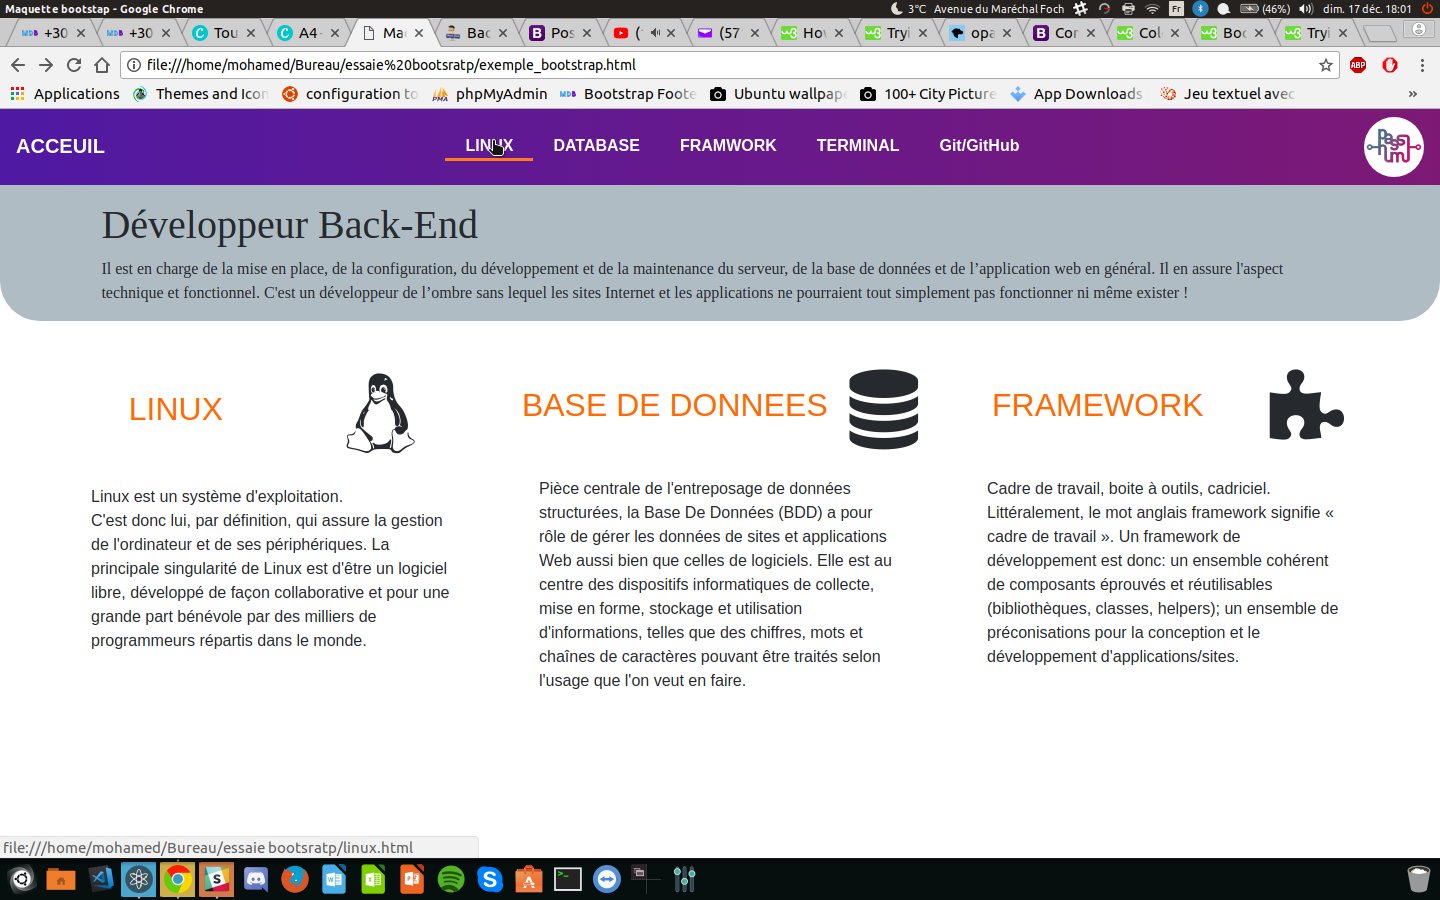 Maquette bootstap - Google Chrome
3°C Avenue du Maréchal Foch Fr (46%) dim. 17 déc. 18:01
+30 +30 Tou A4 Ma Bac Pos ( (57 Hov Tryi opa Cor Col Boo Tryi
file:///home/mohamed/Bureau/essaie%20bootsratp/exemple_bootstrap.html
ABP
Applications Themes and Icon configuration to phpMyAdmin Bootstrap Foote Ubuntu wallpape 100+ City Picture App Downloads Jeu textuel avec »
ACCEUIL LINUX DATABASE FRAMWORK TERMINAL Git/GitHub
Développeur Back-End
Il est en charge de la mise en place, de la configuration, du développement et de la maintenance du serveur, de la base de données et de l’application web en général. Il en assure l'aspect
technique et fonctionnel. C'est un développeur de l’ombre sans lequel les sites Internet et les applications ne pourraient tout simplement pas fonctionner ni même exister !
LINUX
Linux est un système d'exploitation.
C'est donc lui, par définition, qui assure la gestion
de l'ordinateur et de ses périphériques. La
principale singularité de Linux est d'être un logiciel
libre, développé de façon collaborative et pour une
grande part bénévole par des milliers de
programmeurs répartis dans le monde.
BASE DE DONNEES
Pièce centrale de l'entreposage de données
structurées, la Base De Données (BDD) a pour
rôle de gérer les données de sites et applications
Web aussi bien que celles de logiciels. Elle est au
centre des dispositifs informatiques de collecte,
mise en forme, stockage et utilisation
d'informations, telles que des chiffres, mots et
chaînes de caractères pouvant être traités selon
l'usage que l'on veut en faire.
FRAMEWORK
Cadre de travail, boite à outils, cadriciel.
Littéralement, le mot anglais framework signifie «
cadre de travail ». Un framework de
développement est donc: un ensemble cohérent
de composants éprouvés et réutilisables
(bibliothèques, classes, helpers); un ensemble de
préconisations pour la conception et le
développement d'applications/sites.
file:///home/mohamed/Bureau/essaie bootsratp/linux.html